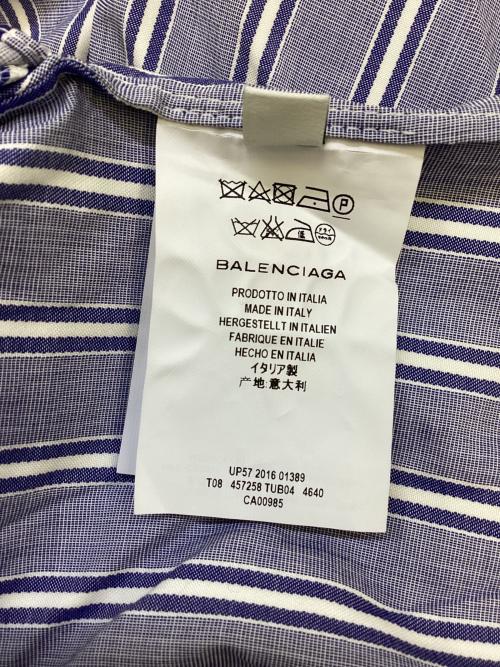 P
BALENCIAGA
PRODOTTO IN ITALIA
MADE IN ITALY
HERGESTELLT IN ITALIEN
FABRIQUE EN ITALIE
HECHO EN ITALIA
イタリア製
产地:意大利
UP57 2016 01389
T08 457258 TUB04 4640
CA00985